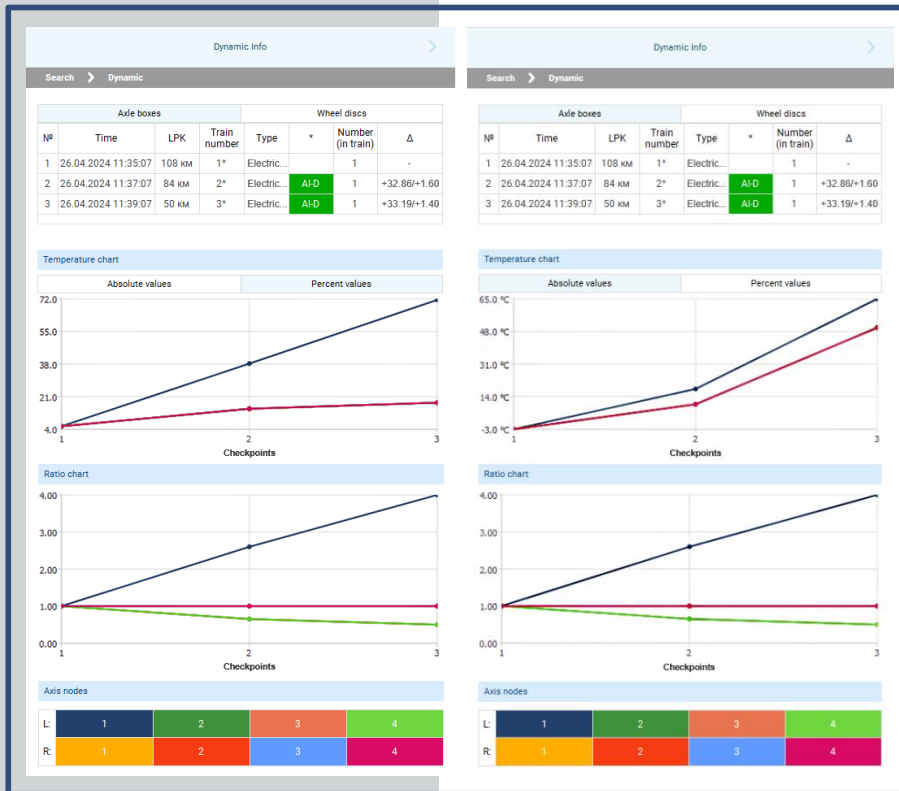 Dynamic Info
Search Dynamic
Axle boxes Wheel discs
Nº Time LPK Train number Type * Number (in train) Δ
1 26.04.2024 11:35:07 108 км 1* Electric... 1 -
2 26.04.2024 11:37:07 84 км 2* Electric... AI-D 1 +32.86/+1.60
3 26.04.2024 11:39:07 50 км 3* Electric... AI-D 1 +33.19/+1.40
Temperature chart
Absolute values Percent values
72.0
55.0
38.0
21.0
4.0
1 2 3
Checkpoints
Ratio chart
4.00
3.00
2.00
1.00
0.00
1 2 3
Checkpoints
Axis nodes
L: 1 2 3 4
R: 1 2 3 4
Dynamic Info
Search Dynamic
Axle boxes Wheel discs
Nº Time LPK Train number Type * Number (in train) Δ
1 26.04.2024 11:35:07 108 км 1* Electric... 1 -
2 26.04.2024 11:37:07 84 км 2* Electric... AI-D 1 +32.86/+1.60
3 26.04.2024 11:39:07 50 км 3* Electric... AI-D 1 +33.19/+1.40
Temperature chart
Absolute values Percent values
65.0 ºC
48.0 ºC
31.0 ºC
14.0 ºC
-3.0 ºC
1 2 3
Checkpoints
Ratio chart
4.00
3.00
2.00
1.00
0.00
1 2 3
Checkpoints
Axis nodes
L: 1 2 3 4
R: 1 2 3 4